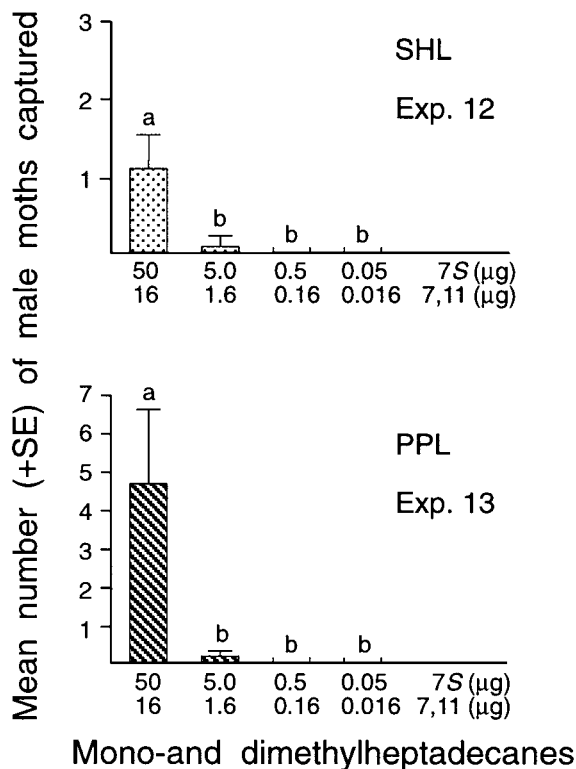 Mean number (+SE) of male moths captured
3
2
1
a
b
b
b
SHL
Exp. 12
50 5.0 0.5 0.05 7S (µg)
16 1.6 0.16 0.016 7,11 (µg)
7
6
5
4
3
2
1
a
b
b
b
PPL
Exp. 13
50 5.0 0.5 0.05 7S (µg)
16 1.6 0.16 0.016 7,11 (µg)
Mono-and dimethylheptadecanes